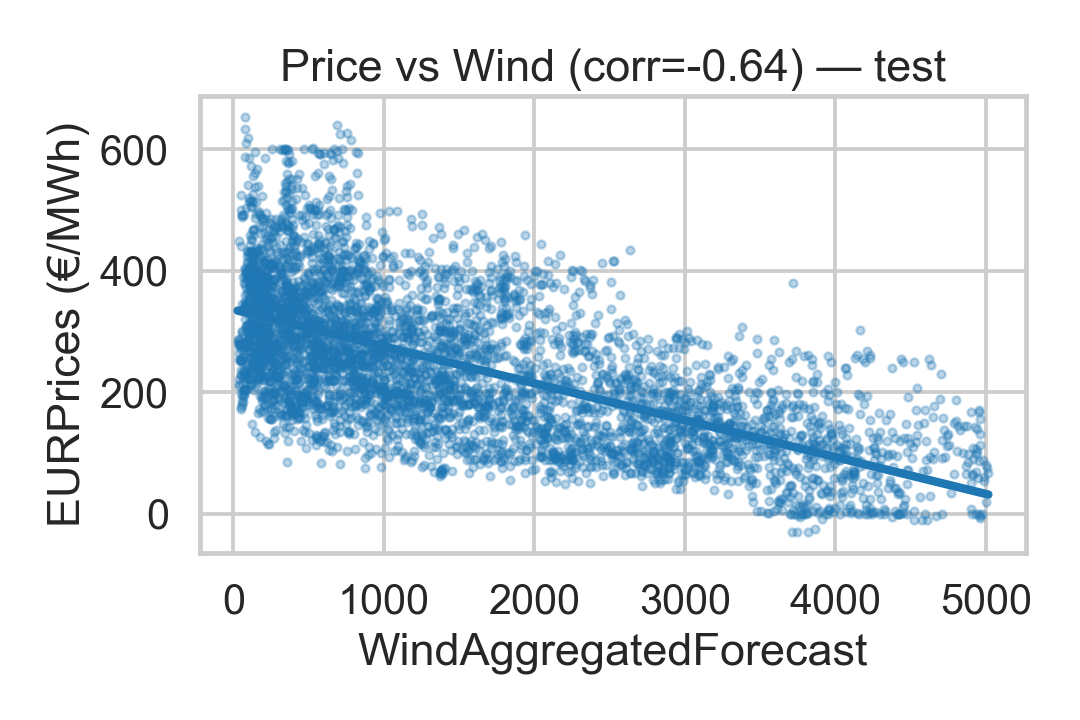 Price vs Wind (corr=-0.64) — test
EURPrices (€/MWh)
600
400
200
0
0 1000 2000 3000 4000 5000
WindAggregatedForecast